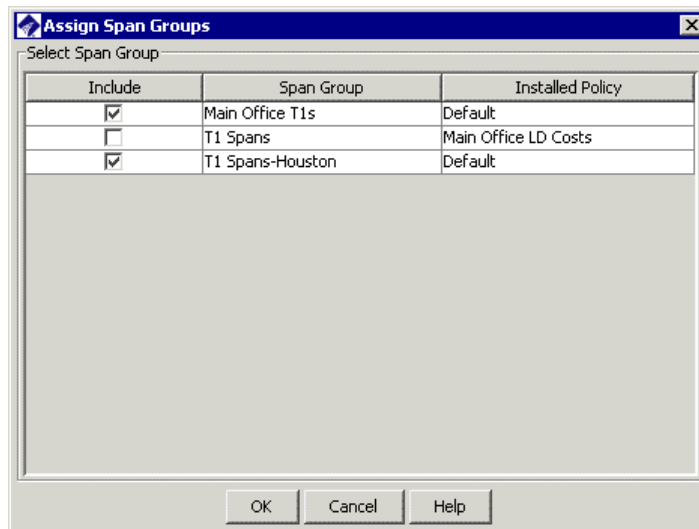 Assign Span Groups
Select Span Group
Include Span Group Installed Policy
Main Office T1s Default
T1 Spans Main Office LD Costs
T1 Spans-Houston Default
OK Cancel Help